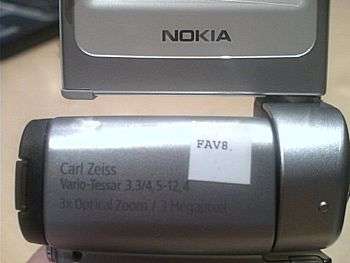 NOKIA
FAV8
Carl Zeiss
Vario-Tessar 3,3/4,5-12,4
3x Optical Zoom / 3 Megapixel